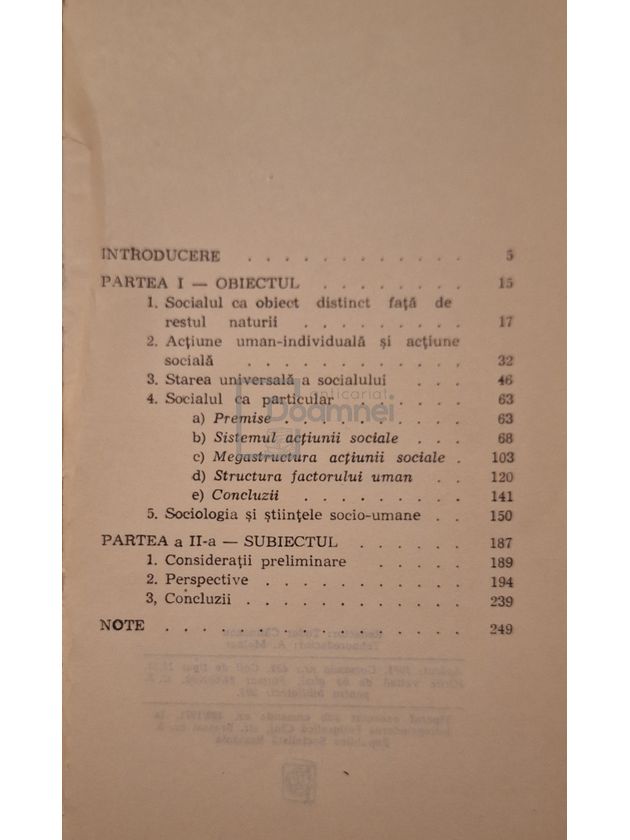 INTRODUCERE . . . . . . . . . . . . 5
PARTEA I — OBIECTUL . . . . . . . . 15
1. Socialul ca obiect distinct față de
restul naturii . . . . . . . . . 17
2. Acțiune uman-individuală și acțiune
socială . . . . . . . . . . . . 32
3. Starea universală a socialului . . . 46
4. Socialul ca particular . . . . . . . 63
a) Premise . . . . . . . . . . . 63
b) Sistemul acțiunii sociale . . . 68
c) Megastructura acțiunii sociale . 103
d) Structura factorului uman . . 120
e) Concluzii . . . . . . . . . 141
5. Sociologia și științele socio-umane . . 150
PARTEA a II-a — SUBIECTUL . . . . . . 187
1. Considerații preliminare . . . . . 189
2. Perspective . . . . . . . . . . . 194
3, Concluzii . . . . . . . . . . . . 239
NOTE . . . . . . . . . . . . . . . . 249
anticariat
Doamnei